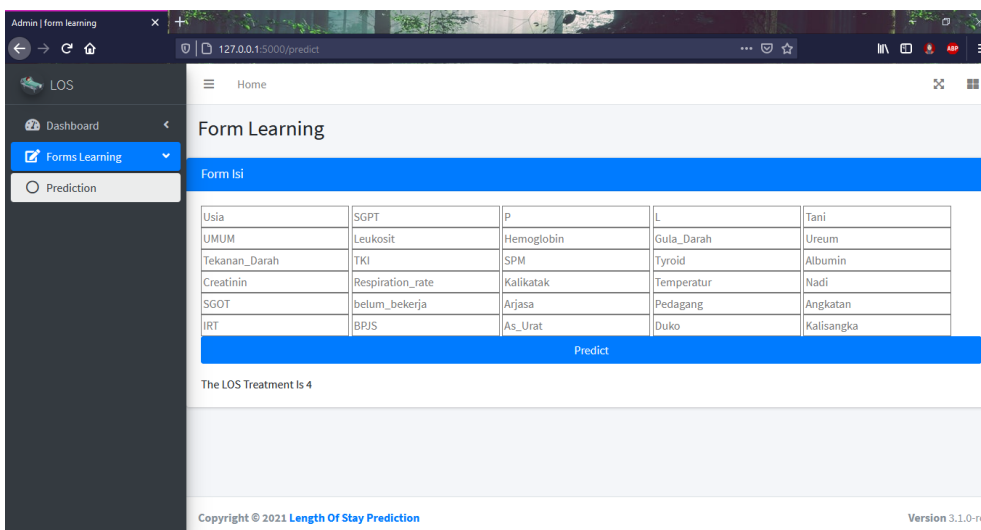 Admin | form learning
127.0.0.1:5000/predict
ABP
LOS
Home
Dashboard
Forms Learning
Prediction
Form Learning
Form Isi
Usia SGPT P L Tani
UMUM Leukosit Hemoglobin Gula_Darah Ureum
Tekanan_Darah TKI SPM Tyroid Albumin
Creatinin Respiration_rate Kalikatak Temperatur Nadi
SGOT belum_bekerja Arjasa Pedagang Angkatan
IRT BPJS As_Urat Duko Kalisangka
Predict
The LOS Treatment Is 4
Copyright © 2021 Length Of Stay Prediction
Version 3.1.0-r